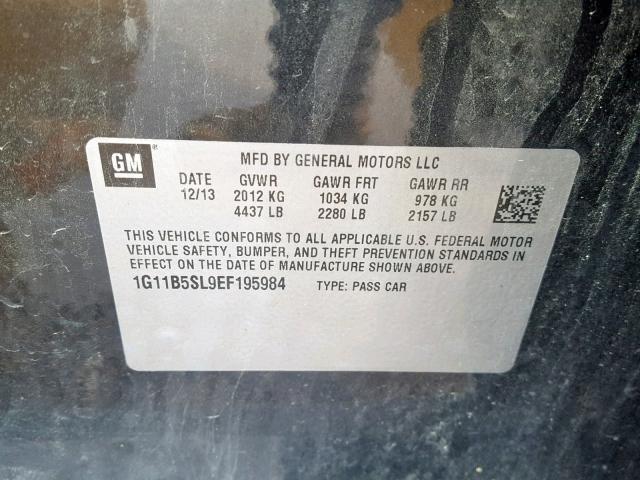 GM ® MFD BY GENERAL MOTORS LLC
DATE GVWR GAWR FRT GAWR RR
12/13 2012 KG 1034 KG 978 KG
4437 LB 2280 LB 2157 LB
THIS VEHICLE CONFORMS TO ALL APPLICABLE U.S. FEDERAL MOTOR
VEHICLE SAFETY, BUMPER, AND THEFT PREVENTION STANDARDS IN
EFFECT ON THE DATE OF MANUFACTURE SHOWN ABOVE.
1G11B5SL9EF195984 TYPE: PASS CAR